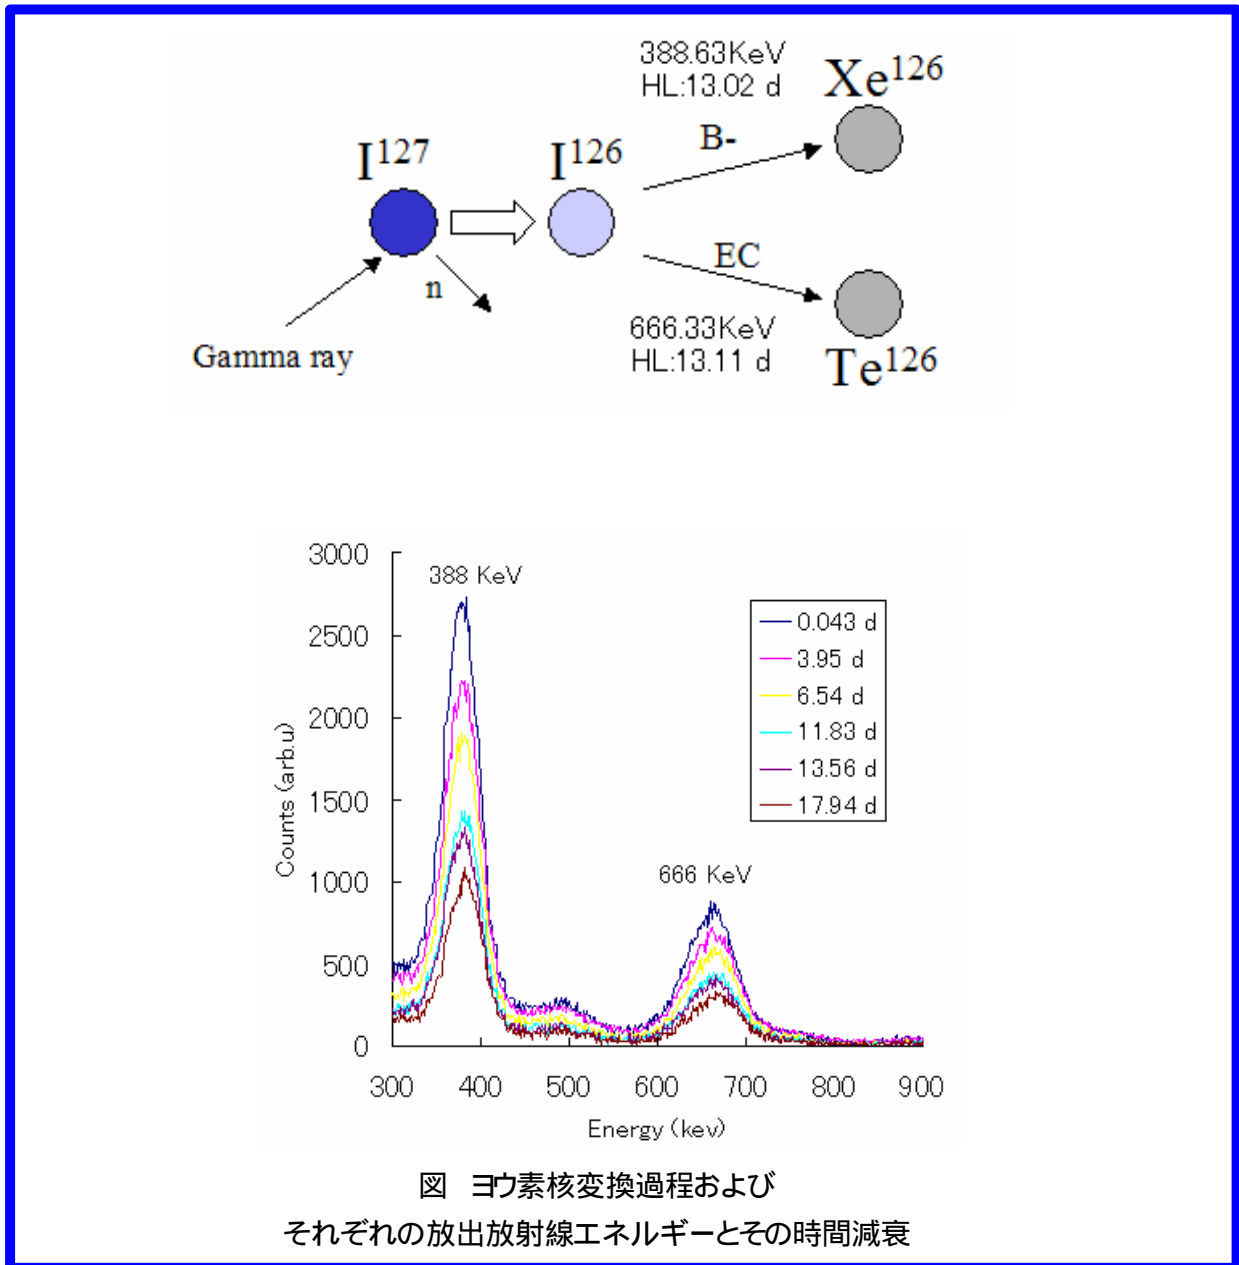 388.63KeV
HL:13.02 d
Xe126
I127
I126
B-
EC
n
Gamma ray
666.33KeV
HL:13.11 d
Te126
3000
2500
2000
1500
1000
500
0
Counts (arb.u)
388 KeV
666 KeV
0.043 d
3.95 d
6.54 d
11.83 d
13.56 d
17.94 d
300 400 500 600 700 800 900
Energy (kev)
図 ヨウ素核変換過程および
それぞれの放出放射線エネルギーとその時間減衰